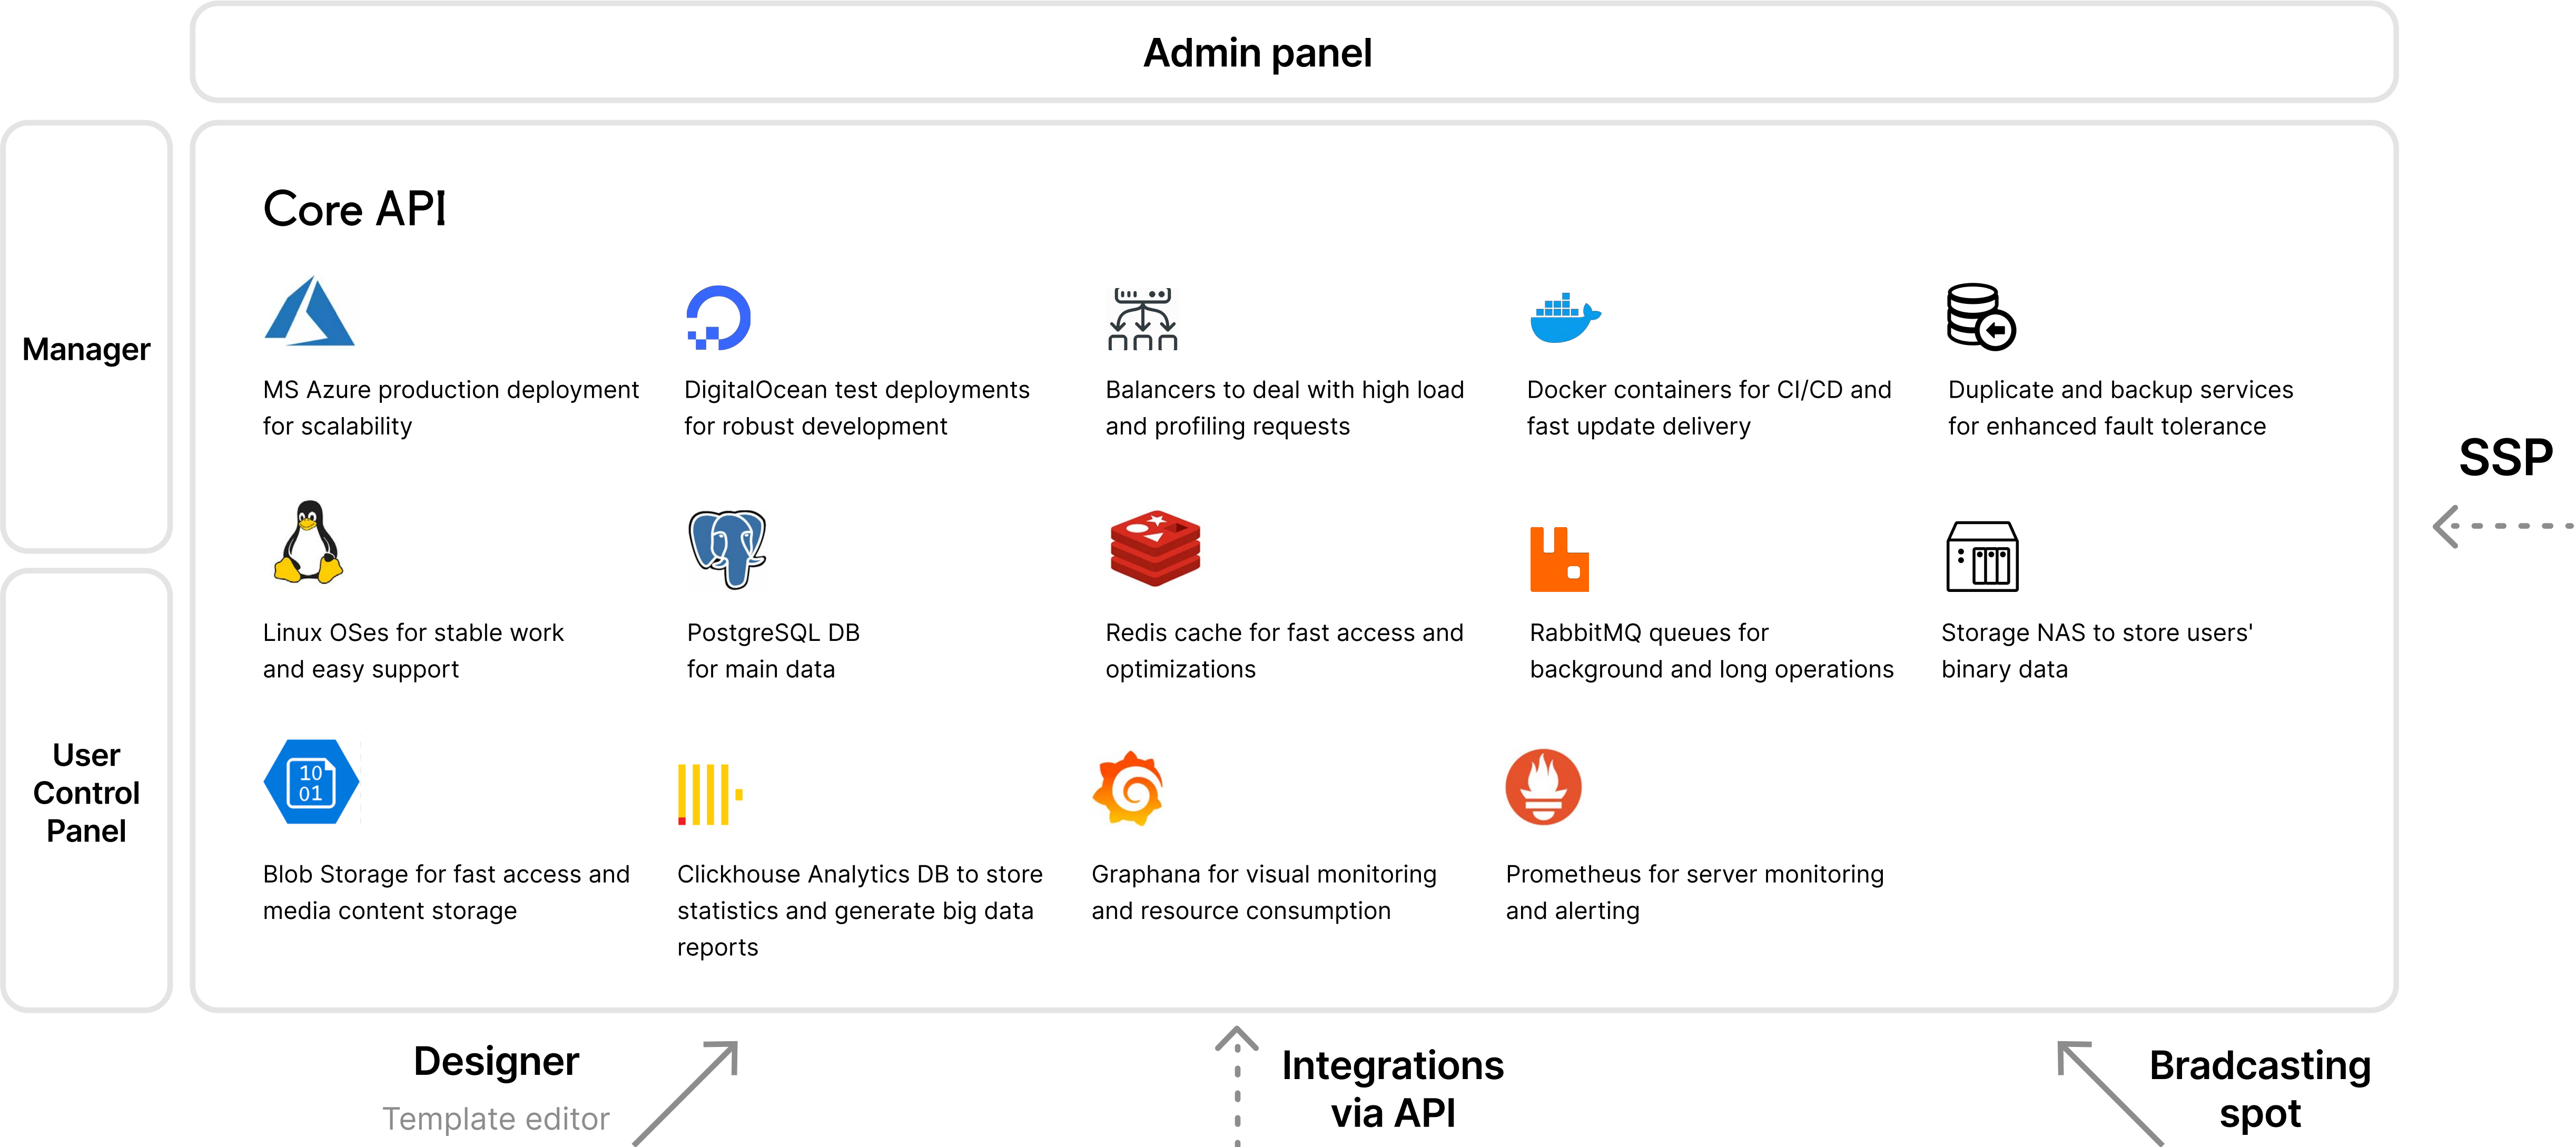 Admin panel
Manager
Core API
MS Azure production deployment
for scalability
DigitalOcean test deployments
for robust development
Balancers to deal with high load
and profiling requests
Docker containers for CI/CD and
fast update delivery
Duplicate and backup services
for enhanced fault tolerance
SSP
Linux OSes for stable work
and easy support
PostgreSQL DB
for main data
Redis cache for fast access and
optimizations
RabbitMQ queues for
background and long operations
Storage NAS to store users'
binary data
User
Control
Panel
10
01
Blob Storage for fast access and
media content storage
Clickhouse Analytics DB to store
statistics and generate big data
reports
Graphana for visual monitoring
and resource consumption
Prometheus for server monitoring
and alerting
Designer
Template editor
Integrations
via API
Bradcasting
spot